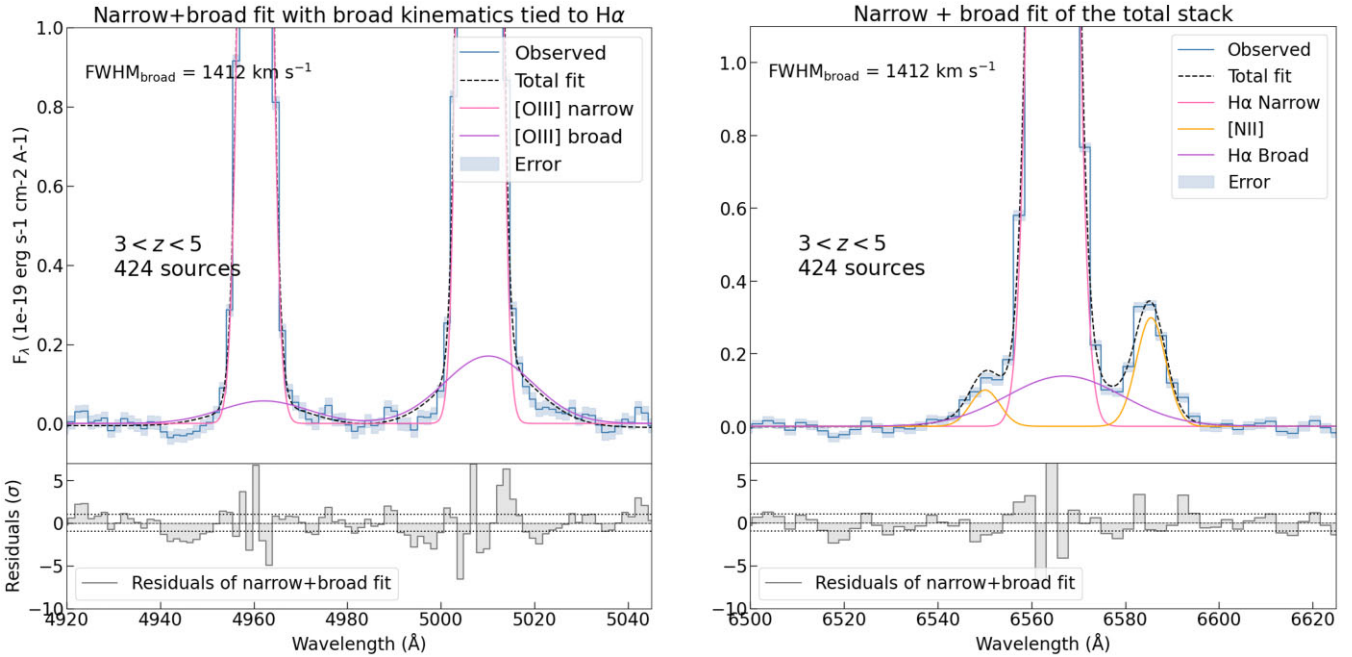 Narrow+broad fit with broad kinematics tied to Hα
FWHM_broad = 1412 km s⁻¹
Observed
Total fit
[OIII] narrow
[OIII] broad
Error
3 < z < 5
424 sources
F_λ (1e-19 erg s-1 cm-2 A-1)
1.0
0.8
0.6
0.4
0.2
0.0
Residuals (σ)
5
0
−5
−10
Residuals of narrow+broad fit
4920 4940 4960 4980 5000 5020 5040
Wavelength (Å)
Narrow + broad fit of the total stack
FWHM_broad = 1412 km s⁻¹
Observed
Total fit
Hα Narrow
[NII]
Hα Broad
Error
3 < z < 5
424 sources
1.0
0.8
0.6
0.4
0.2
0.0
5
0
−5
−10
Residuals of narrow+broad fit
6500 6520 6540 6560 6580 6600 6620
Wavelength (Å)